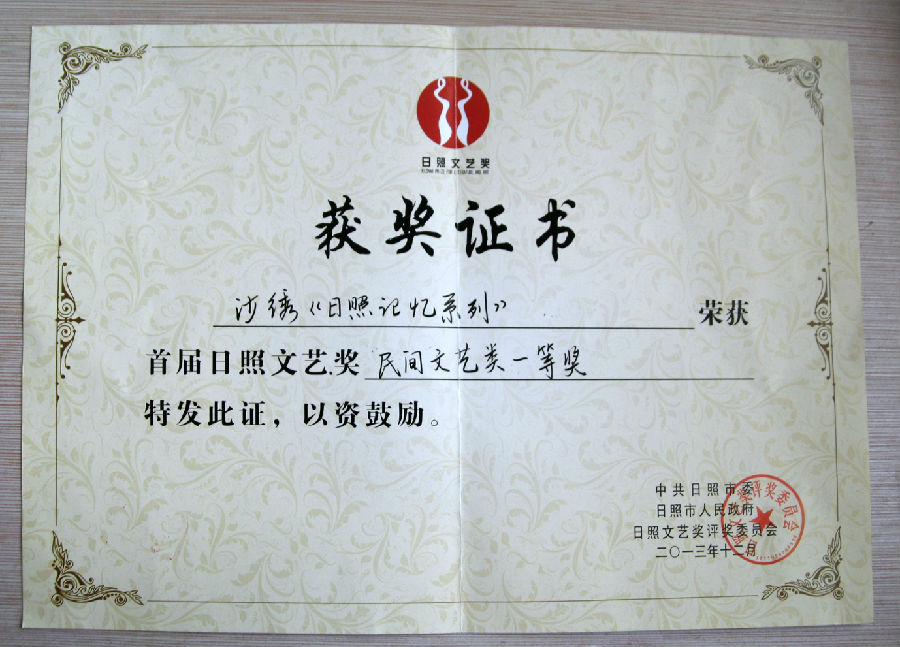 日照文艺奖
获奖证书
沙绣《日照记忆系列》 荣获
首届日照文艺奖 民间文艺类一等奖
特发此证，以资鼓励。
中共日照市委
日照市人民政府
日照文艺奖评奖委员会
二〇一三年十二月